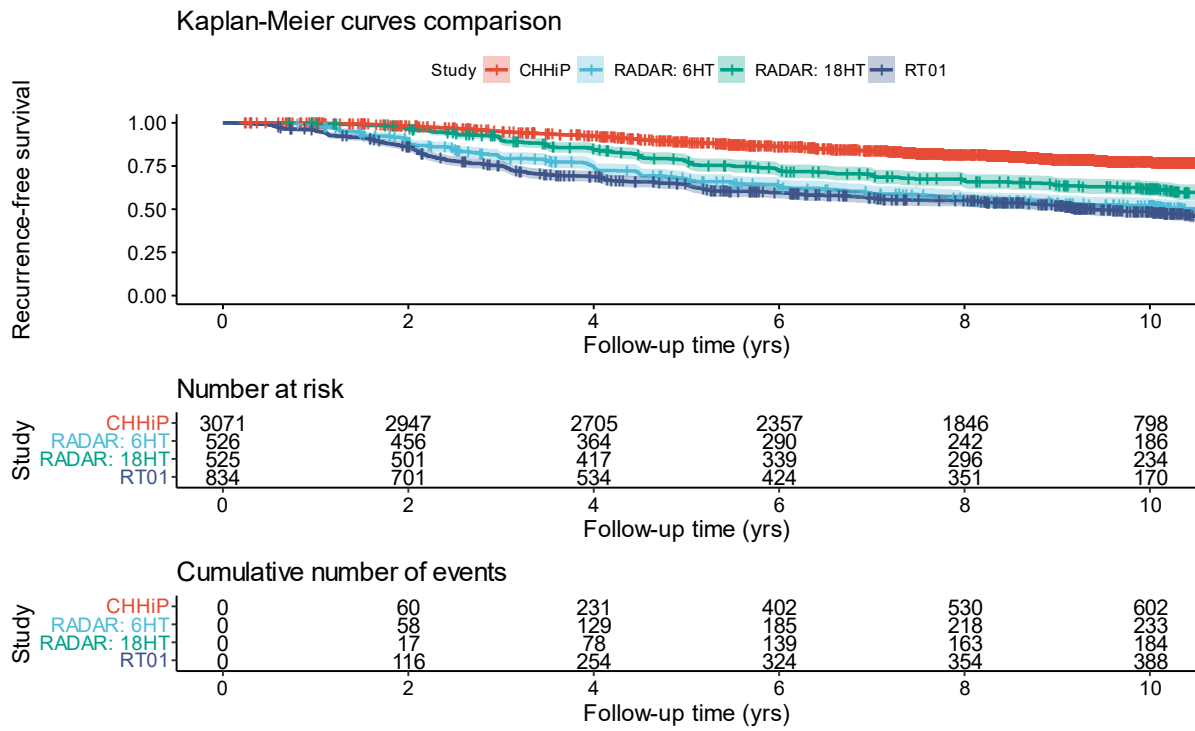 Kaplan-Meier curves comparison
Study CHHiP RADAR: 6HT RADAR: 18HT RT01
Recurrence-free survival
1.00
0.75
0.50
0.25
0.00
0 2 4 6 8 10
Follow-up time (yrs)
Number at risk
Study
CHHiP 3071 2947 2705 2357 1846 798
RADAR: 6HT 526 456 364 290 242 186
RADAR: 18HT 525 501 417 339 296 234
RT01 834 701 534 424 351 170
0 2 4 6 8 10
Follow-up time (yrs)
Cumulative number of events
Study
CHHiP 0 60 231 402 530 602
RADAR: 6HT 0 58 129 185 218 233
RADAR: 18HT 0 17 78 139 163 184
RT01 0 116 254 324 354 388
0 2 4 6 8 10
Follow-up time (yrs)